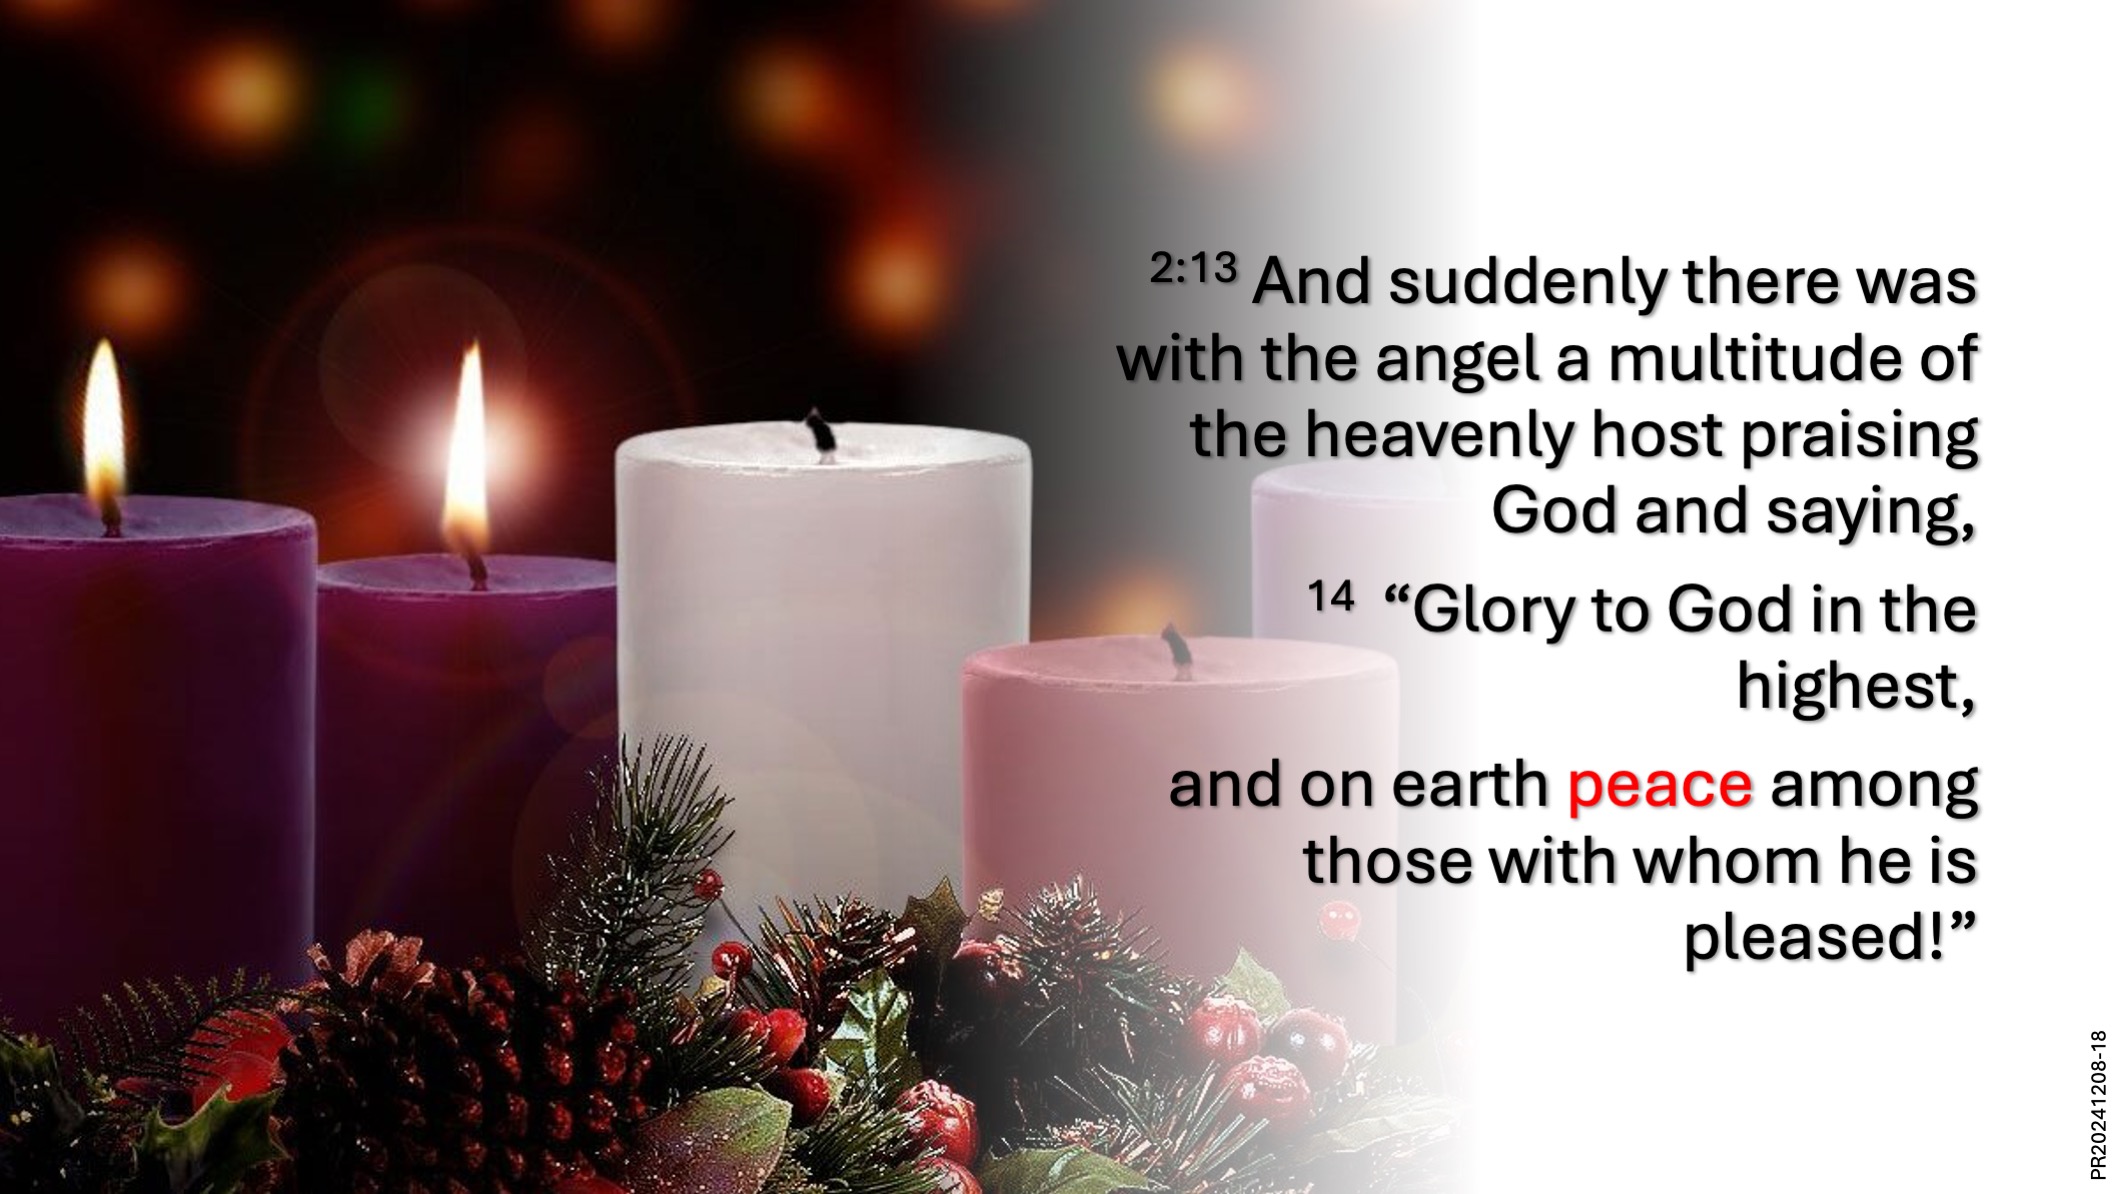 2:13 And suddenly there was
with the angel a multitude of
the heavenly host praising
God and saying,
14 “Glory to God in the
highest,
and on earth peace among
those with whom he is
pleased!”
PR20241208-18